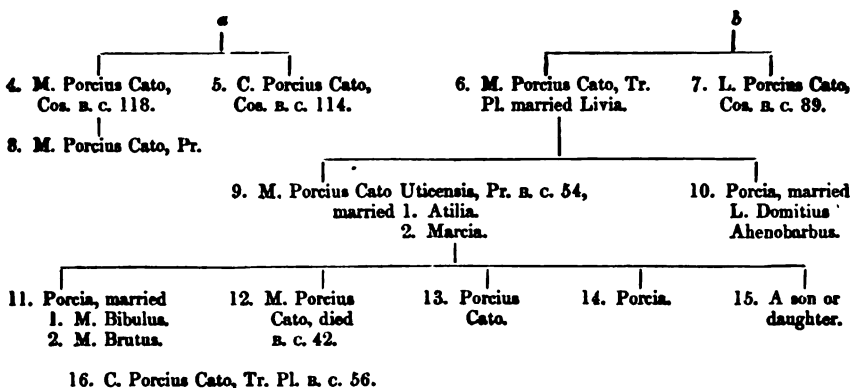 a
b
4. M. Porcius Cato,
Cos. B. C. 118.
5. C. Porcius Cato,
Cos. B. C. 114.
6. M. Porcius Cato, Tr.
Pl. married Livia.
7. L. Porcius Cato,
Cos. B. C. 89.
8. M. Porcius Cato, Pr.
9. M. Porcius Cato Uticensis, Pr. B. C. 54,
married 1. Atilia.
2. Marcia.
10. Porcia, married
L. Domitius
Ahenobarbus.
11. Porcia, married
1. M. Bibulus.
2. M. Brutus.
12. M. Porcius
Cato, died
B. C. 42.
13. Porcius
Cato.
14. Porcia.
15. A son or
daughter.
16. C. Porcius Cato, Tr. Pl. B. C. 56.